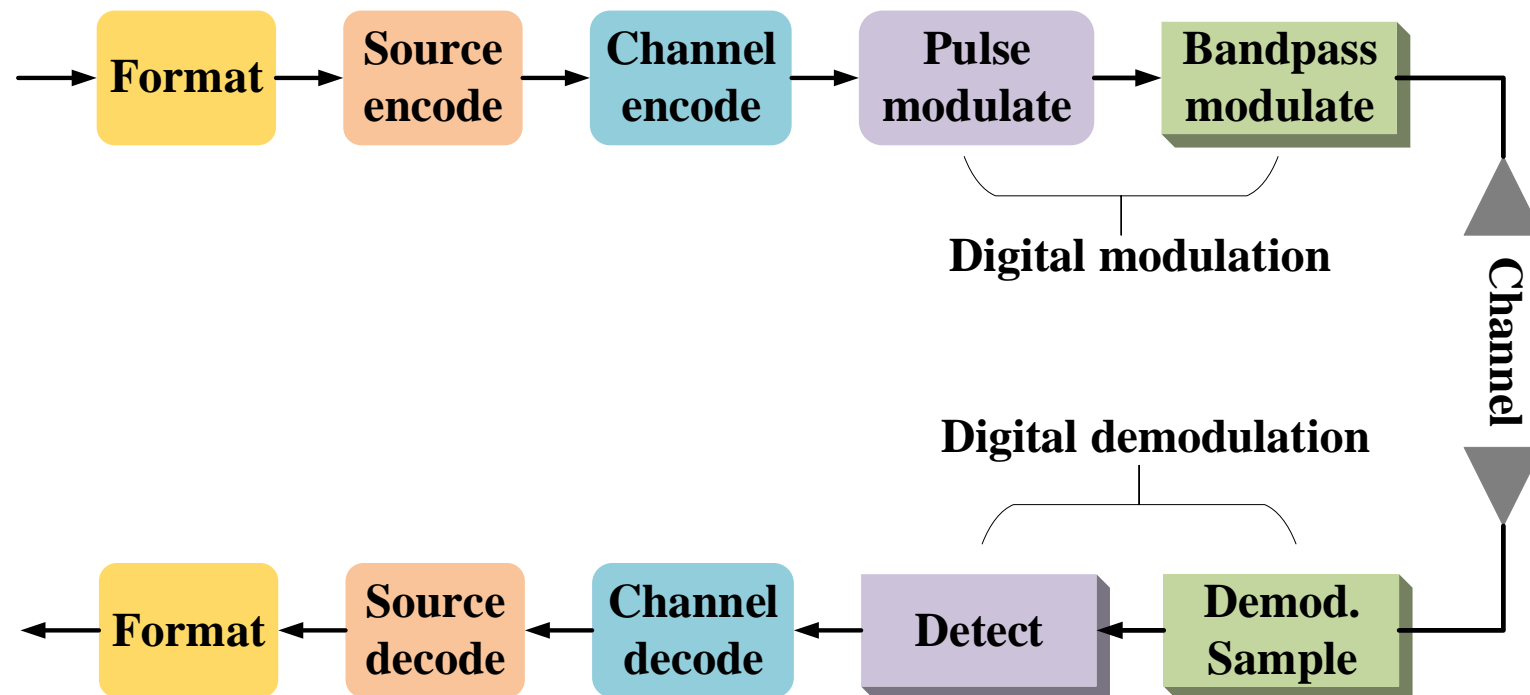 Format
Source
encode
Channel
encode
Pulse
modulate
Bandpass
modulate
Digital modulation
Channel
Digital demodulation
Format
Source
decode
Channel
decode
Detect
Demod.
Sample